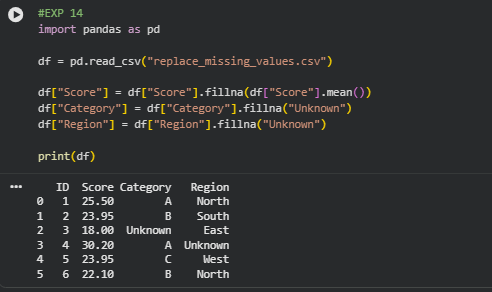 #EXP 14
import pandas as pd

df = pd.read_csv("replace_missing_values.csv")

df["Score"] = df["Score"].fillna(df["Score"].mean())
df["Category"] = df["Category"].fillna("Unknown")
df["Region"] = df["Region"].fillna("Unknown")

print(df)

   ID  Score Category   Region
0   1  25.50        A    North
1   2  23.95        B    South
2   3  18.00  Unknown     East
3   4  30.20        A  Unknown
4   5  23.95        C     West
5   6  22.10        B    North